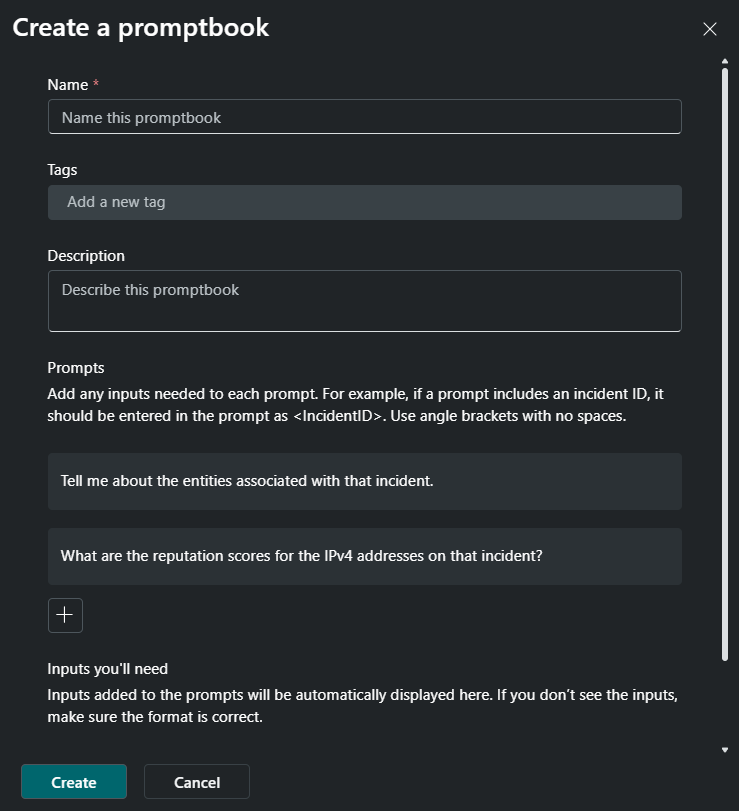 Create a promptbook
Name *
Name this promptbook
Tags
Add a new tag
Description
Describe this promptbook
Prompts
Add any inputs needed to each prompt. For example, if a prompt includes an incident ID, it
should be entered in the prompt as <IncidentID>. Use angle brackets with no spaces.
Tell me about the entities associated with that incident.
What are the reputation scores for the IPv4 addresses on that incident?
Inputs you'll need
Inputs added to the prompts will be automatically displayed here. If you don’t see the inputs,
make sure the format is correct.
Create
Cancel